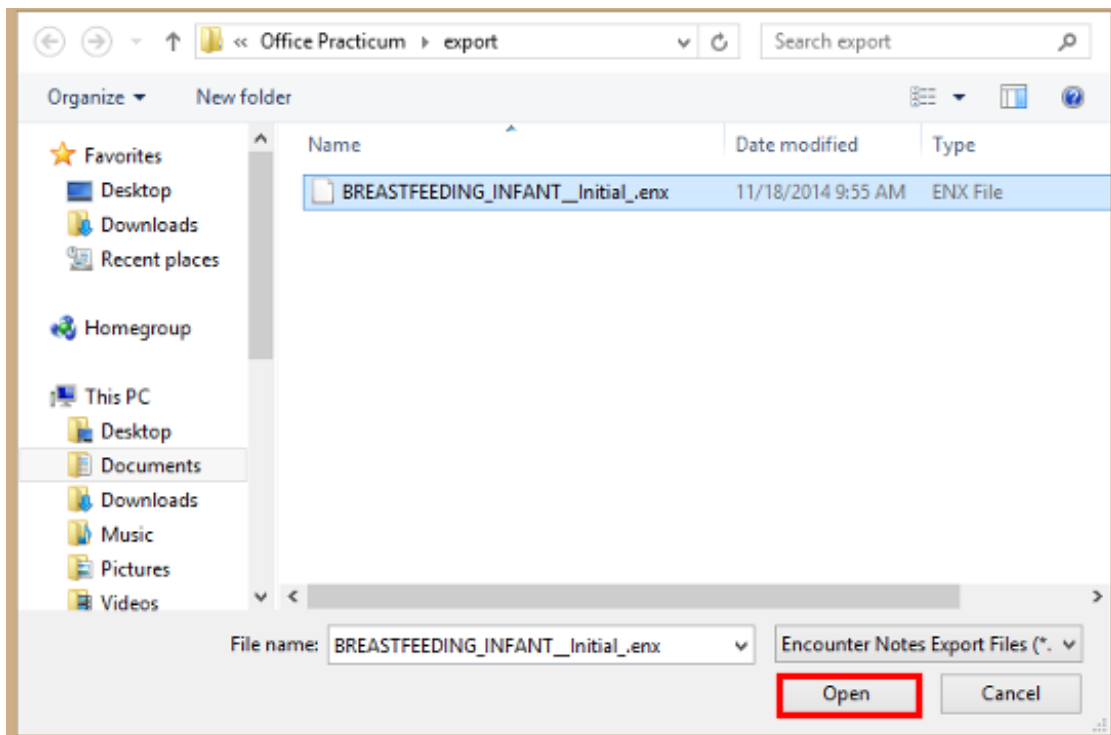 « Office Practicum ▸ export
Search export
Organize
New folder
Name
Date modified
Type
Favorites
Desktop
Downloads
Recent places
Homegroup
This PC
Desktop
Documents
Downloads
Music
Pictures
Videos
BREASTFEEDING_INFANT__Initial_.enx 11/18/2014 9:55 AM ENX File
File name: BREASTFEEDING_INFANT__Initial_.enx
Encounter Notes Export Files (*.
Open
Cancel